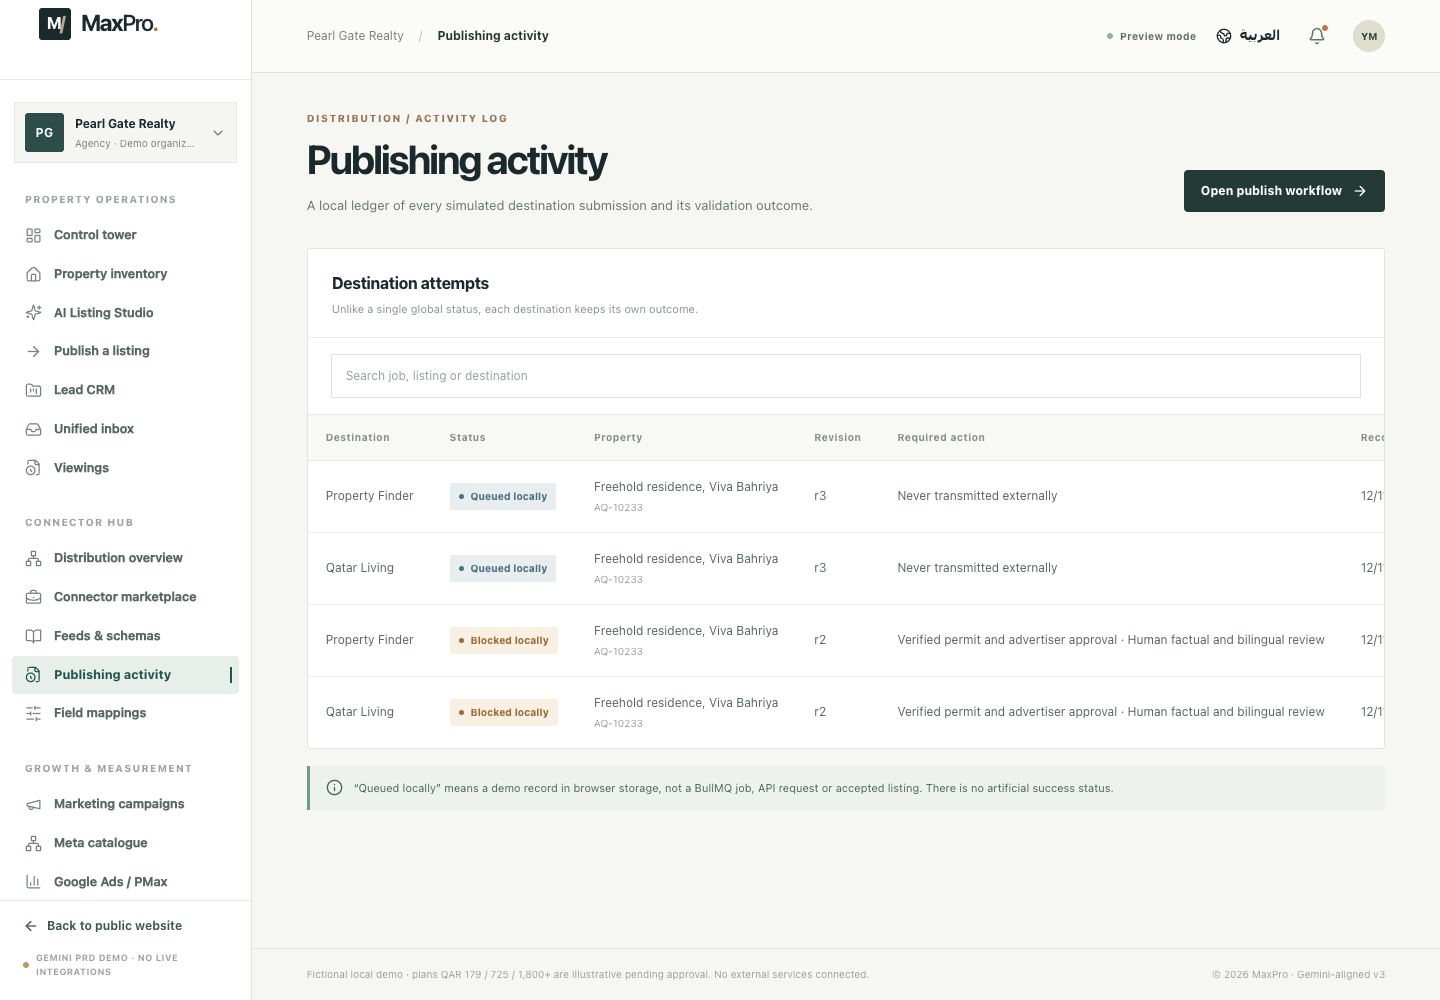 M/ MaxPro.
Pearl Gate Realty / Publishing activity
Preview mode
العربية
YM
PG
Pearl Gate Realty
Agency · Demo organiz...
PROPERTY OPERATIONS
Control tower
Property inventory
AI Listing Studio
Publish a listing
Lead CRM
Unified inbox
Viewings
CONNECTOR HUB
Distribution overview
Connector marketplace
Feeds & schemas
Publishing activity
Field mappings
GROWTH & MEASUREMENT
Marketing campaigns
Meta catalogue
Google Ads / PMax
Back to public website
GEMINI PRD DEMO · NO LIVE
INTEGRATIONS
DISTRIBUTION / ACTIVITY LOG
Publishing activity
A local ledger of every simulated destination submission and its validation outcome.
Open publish workflow
Destination attempts
Unlike a single global status, each destination keeps its own outcome.
Search job, listing or destination
Destination Status Property Revision Required action
Property Finder Queued locally Freehold residence, Viva Bahriya r3 Never transmitted externally
AQ-10233
Qatar Living Queued locally Freehold residence, Viva Bahriya r3 Never transmitted externally
AQ-10233
Property Finder Blocked locally Freehold residence, Viva Bahriya r2 Verified permit and advertiser approval · Human factual and bilingual review
AQ-10233
Qatar Living Blocked locally Freehold residence, Viva Bahriya r2 Verified permit and advertiser approval · Human factual and bilingual review
AQ-10233
“Queued locally” means a demo record in browser storage, not a BullMQ job, API request or accepted listing. There is no artificial success status.
Fictional local demo · plans QAR 179 / 725 / 1,800+ are illustrative pending approval. No external services connected.
© 2026 MaxPro · Gemini-aligned v3